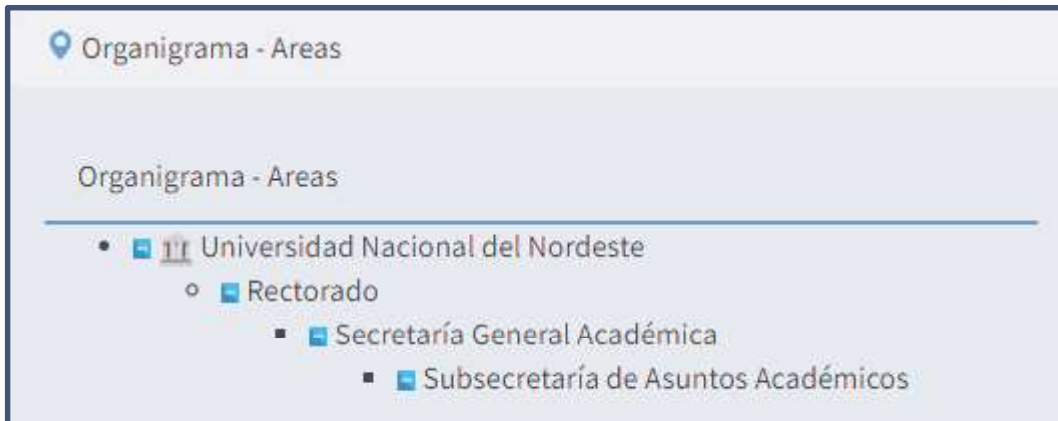 Organigrama - Areas
Organigrama - Areas
Universidad Nacional del Nordeste
Rectorado
Secretaría General Académica
Subsecretaría de Asuntos Académicos